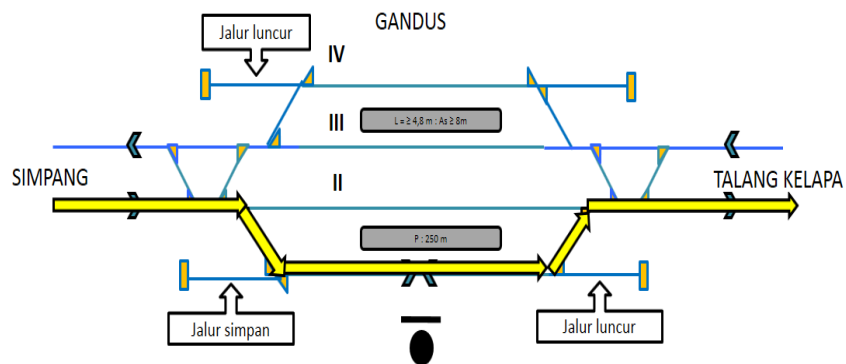 GANDUS
Jalur luncur
IV
L = ≥ 4,8 m : As ≥ 8m
III
SIMPANG
II
TALANG KELAPA
P : 250 m
Jalur simpan
Jalur luncur